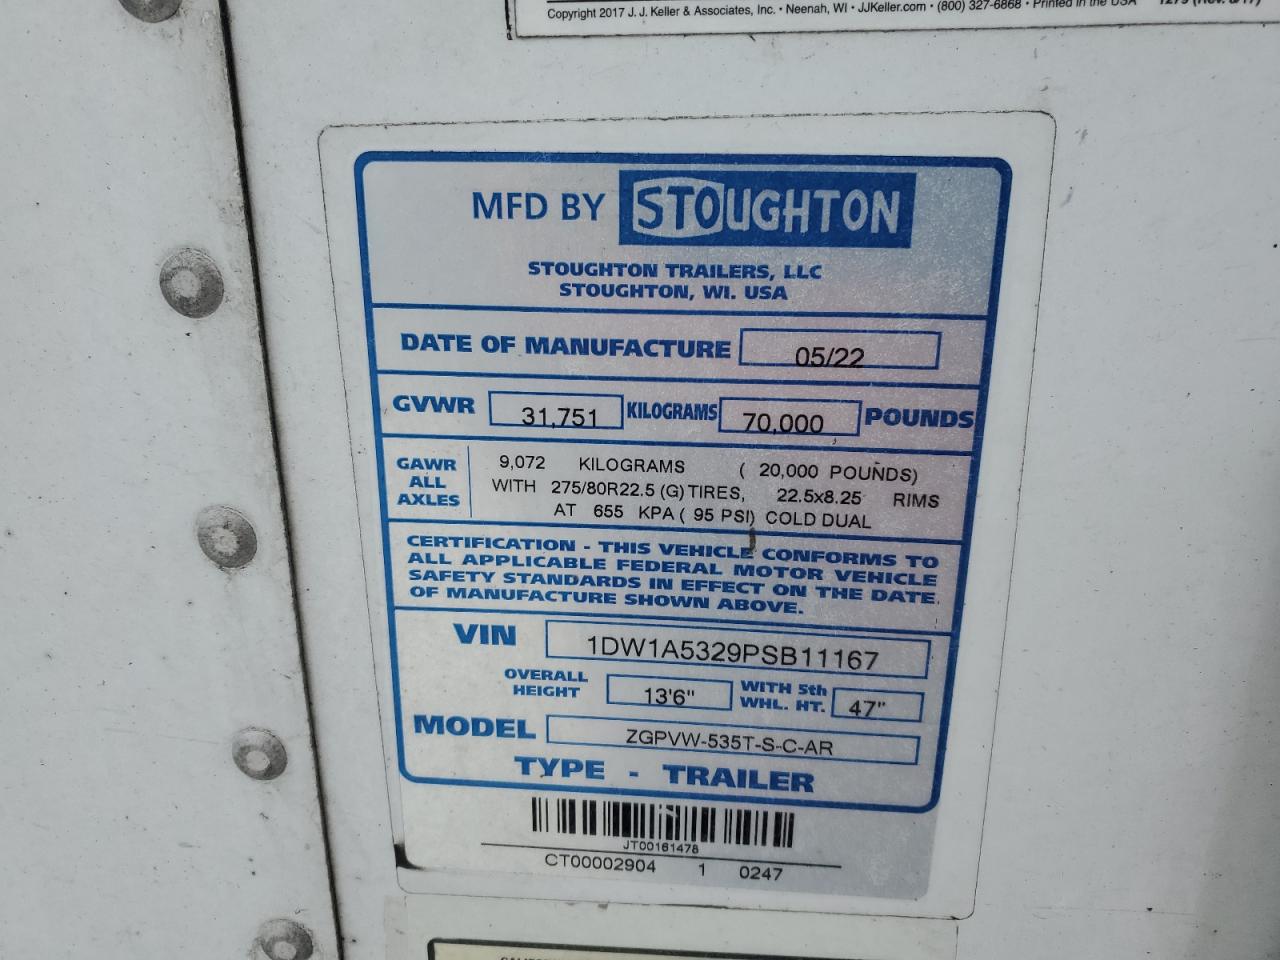 Copyright 2017 J. J. Keller & Associates, Inc. • Neenah, WI • JJKeller.com • (800) 327-6868 • Printed in the USA
MFD BY STOUGHTON
STOUGHTON TRAILERS, LLC
STOUGHTON, WI. USA
DATE OF MANUFACTURE 05/22
GVWR 31,751 KILOGRAMS 70,000 POUNDS
GAWR ALL AXLES
9,072 KILOGRAMS ( 20,000 POUNDS)
WITH 275/80R22.5 (G) TIRES, 22.5x8.25 RIMS
AT 655 KPA ( 95 PSI) COLD DUAL
CERTIFICATION - THIS VEHICLE CONFORMS TO
ALL APPLICABLE FEDERAL MOTOR VEHICLE
SAFETY STANDARDS IN EFFECT ON THE DATE
OF MANUFACTURE SHOWN ABOVE.
VIN 1DW1A5329PSB11167
OVERALL HEIGHT 13'6" WITH 5th WHL. HT. 47"
MODEL ZGPVW-535T-S-C-AR
TYPE - TRAILER
JT00161478
CT00002904 1 0247